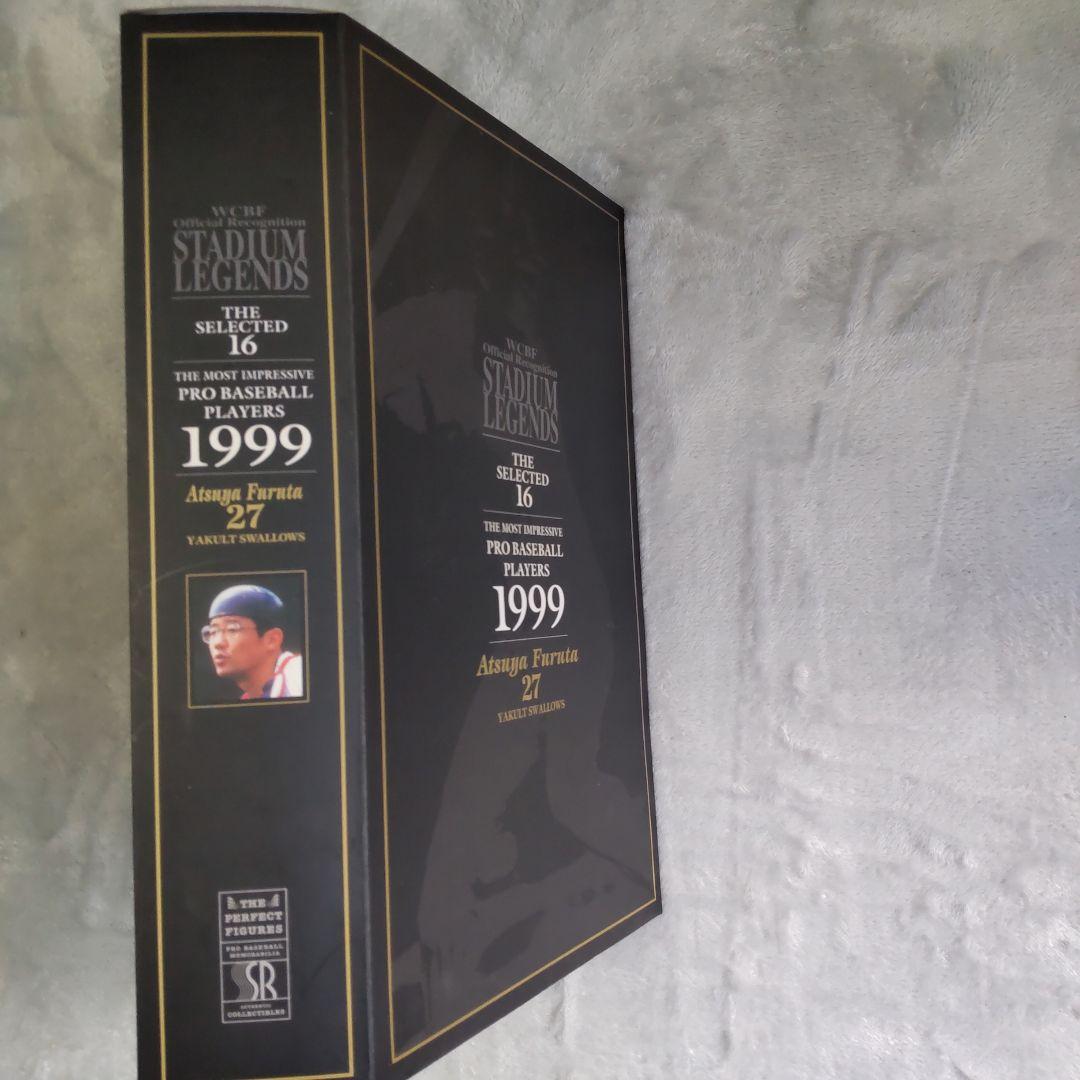 WCBF
Official Recognition
STADIUM
LEGENDS
THE
SELECTED
16
THE MOST IMPRESSIVE
PRO BASEBALL
PLAYERS
1999
Atsuya Furuta
27
YAKULT SWALLOWS
THE
PERFECT
FIGURES
PRO BASEBALL
MEMORABILIA
SR
AUTHENTIC
COLLECTIBLES
WCBF
Official Recognition
STADIUM
LEGENDS
THE
SELECTED
16
THE MOST IMPRESSIVE
PRO BASEBALL
PLAYERS
1999
Atsuya Furuta
27
YAKULT SWALLOWS